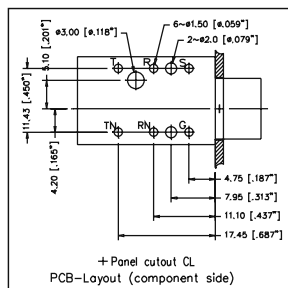 6~ø1.50 [ø.059"]
ø3.00 [ø.118"]
2~ø2.0 [ø.079"]
T R S
5.10 [.201"]
11.43 [.450"]
4.20 [.165"]
TN RN G
4.75 [.187"]
7.95 [.313"]
11.10 [.437"]
17.45 [.687"]
+ Panel cutout CL
PCB-Layout (component side)